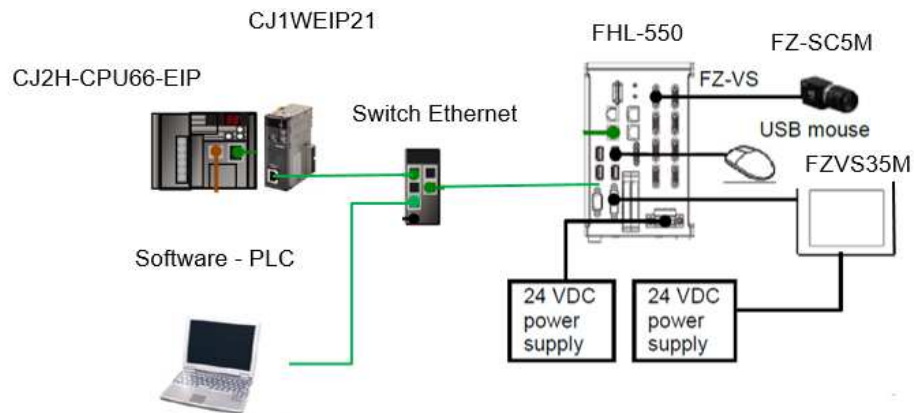 CJ1WEIP21
FHL-550
FZ-SC5M
CJ2H-CPU66-EIP
FZ-VS
Switch Ethernet
USB mouse
FZVS35M
Software - PLC
24 VDC
power
supply
24 VDC
power
supply